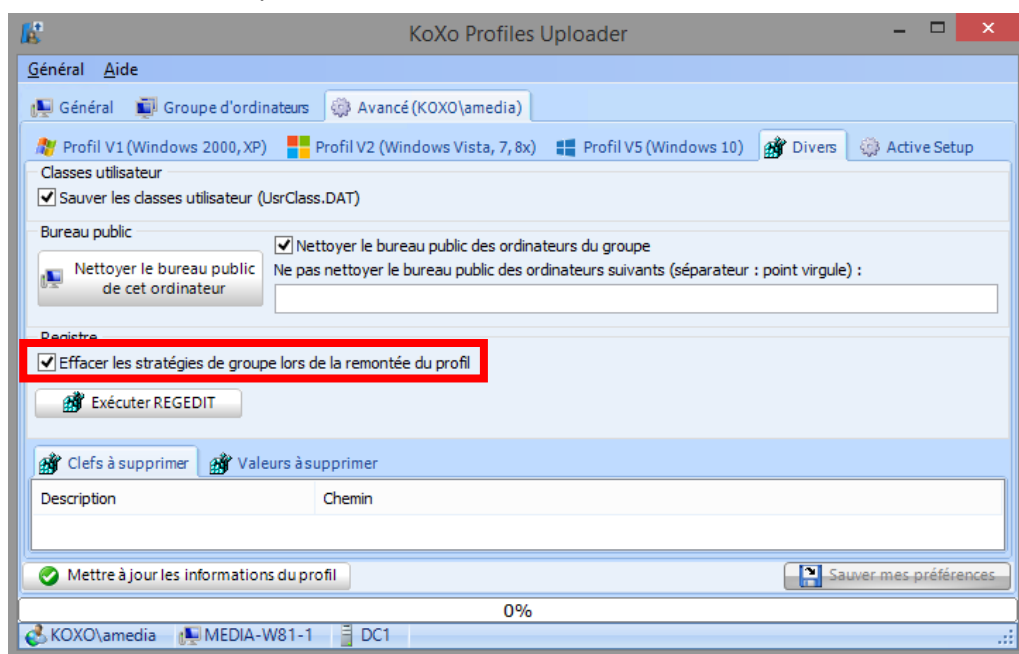 KoXo Profiles Uploader
Général Aide
Général Groupe d'ordinateurs Avancé (KOXO\amedia)
Profil V1 (Windows 2000, XP) Profil V2 (Windows Vista, 7, 8x) Profil V5 (Windows 10) Divers Active Setup
Classes utilisateur
Sauver les classes utilisateur (UsrClass.DAT)
Bureau public
Nettoyer le bureau public
de cet ordinateur
Nettoyer le bureau public des ordinateurs du groupe
Ne pas nettoyer le bureau public des ordinateurs suivants (séparateur : point virgule) :
Registre
Effacer les stratégies de groupe lors de la remontée du profil
Exécuter REGEDIT
Clefs à supprimer Valeurs à supprimer
Description Chemin
Mettre à jour les informations du profil Sauver mes préférences
0%
KOXO\amedia MEDIA-W81-1 DC1